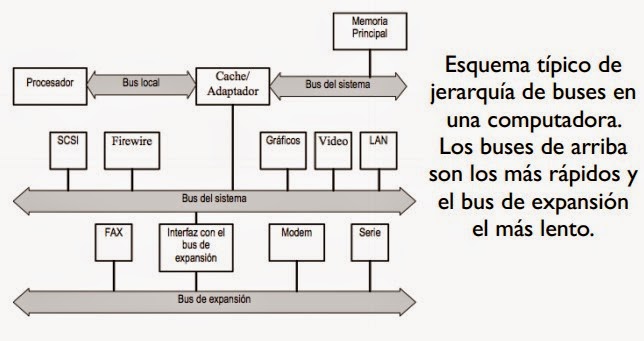 Memoria
Principal
Procesador
Bus local
Cache/
Adaptador
Bus del sistema
SCSI
Firewire
Gráficos
Video
LAN
Bus del sistema
FAX
Interfaz con el
bus de
expansión
Modem
Serie
Bus de expansión
Esquema típico de
jerarquía de buses en
una computadora.
Los buses de arriba
son los más rápidos y
el bus de expansión
el más lento.